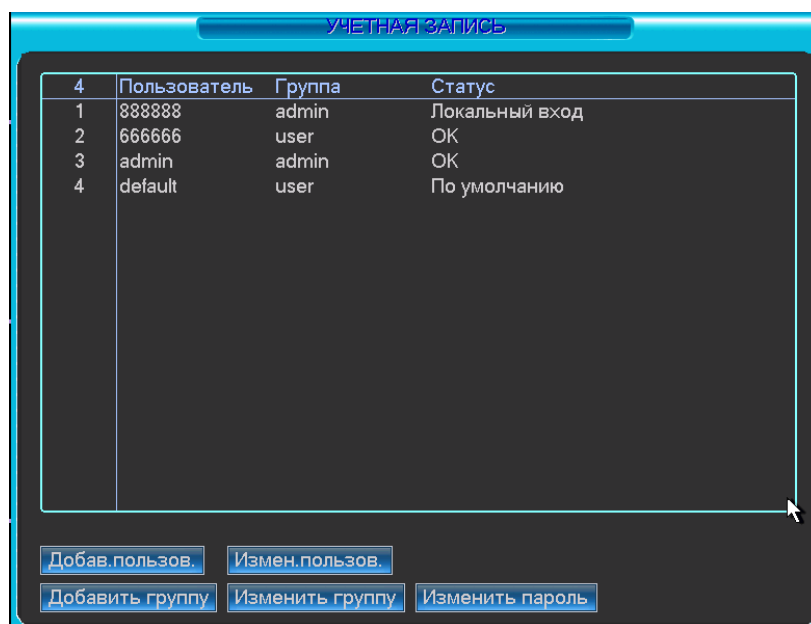 УЧЕТНАЯ ЗАПИСЬ
4 Пользователь Группа Статус
1 888888 admin Локальный вход
2 666666 user OK
3 admin admin OK
4 default user По умолчанию
Добав.пользов. Измен.пользов.
Добавить группу Изменить группу Изменить пароль